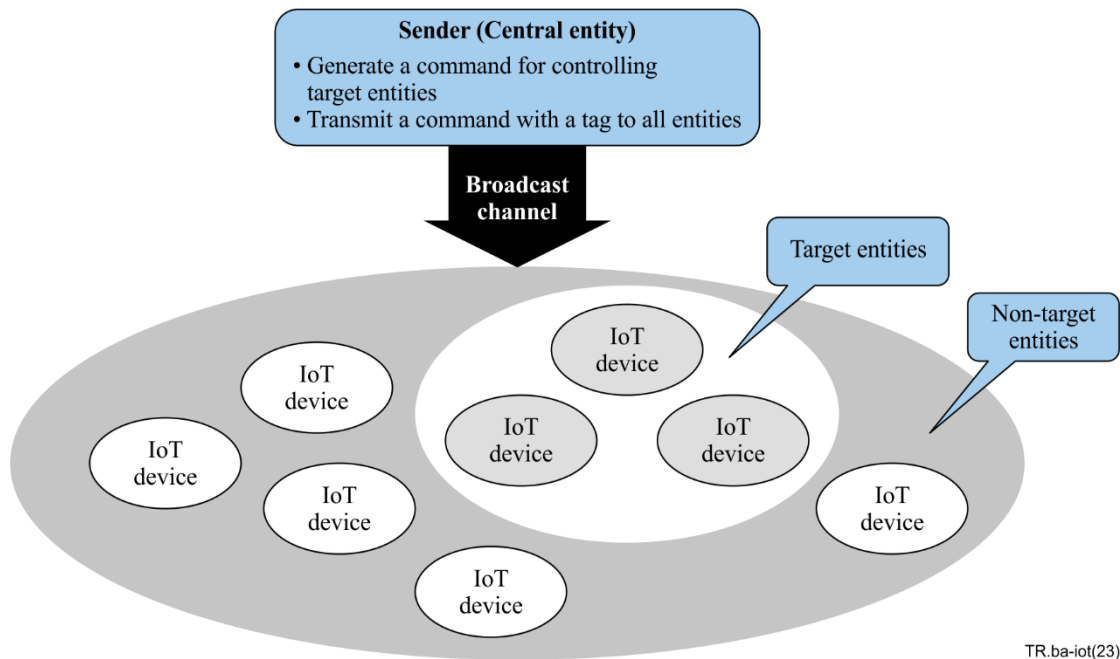 Sender (Central entity)
• Generate a command for controlling
target entities
• Transmit a command with a tag to all entities
Broadcast
channel
Target entities
Non-target
entities
IoT
device
IoT
device
IoT
device
IoT
device
IoT
device
IoT
device
IoT
device
IoT
device
TR.ba-iot(23)